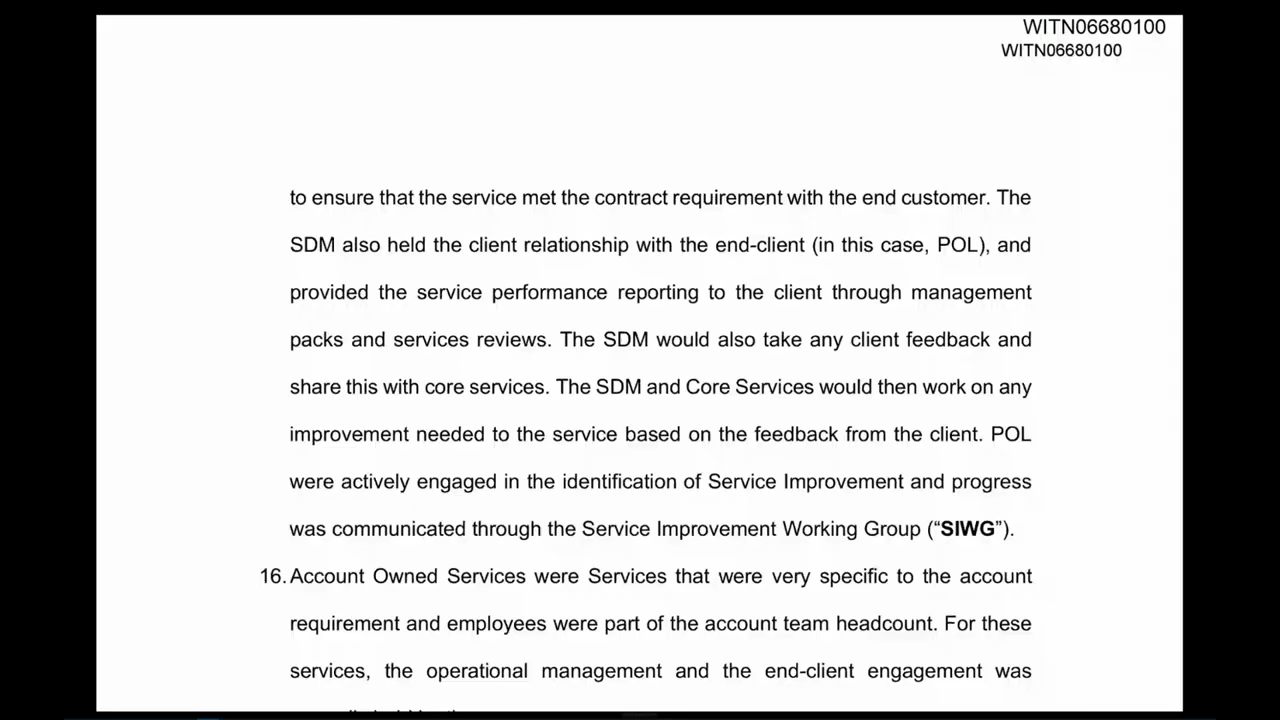 WITN06680100
WITN06680100
to ensure that the service met the contract requirement with the end customer. The
SDM also held the client relationship with the end-client (in this case, POL), and
provided the service performance reporting to the client through management
packs and services reviews. The SDM would also take any client feedback and
share this with core services. The SDM and Core Services would then work on any
improvement needed to the service based on the feedback from the client. POL
were actively engaged in the identification of Service Improvement and progress
was communicated through the Service Improvement Working Group (“SIWG”).
16. Account Owned Services were Services that were very specific to the account
requirement and employees were part of the account team headcount. For these
services, the operational management and the end-client engagement was